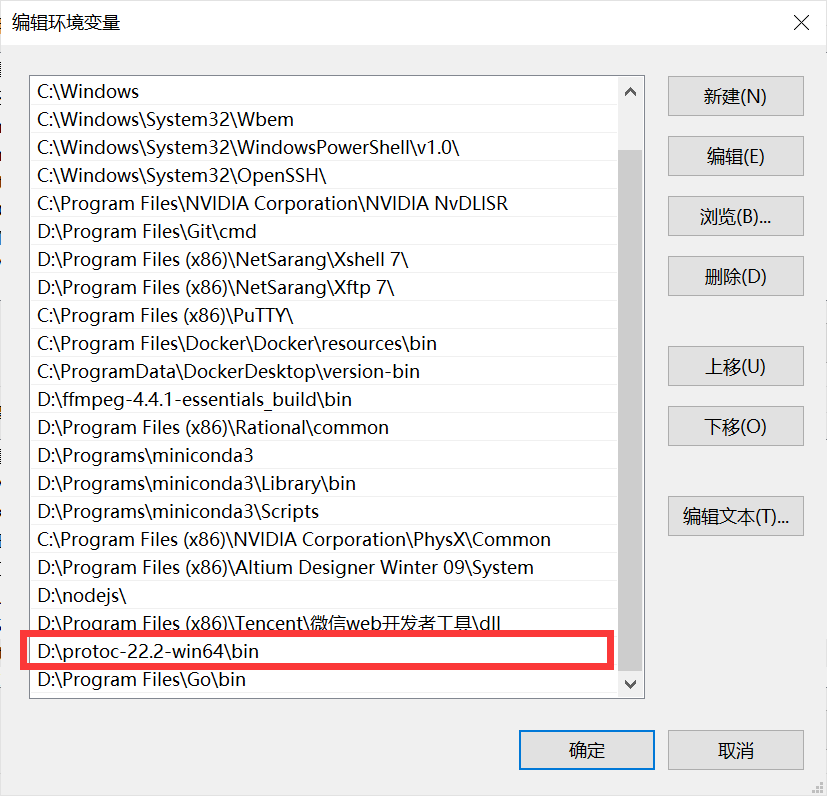 编辑环境变量
C:\Windows
C:\Windows\System32\Wbem
C:\Windows\System32\WindowsPowerShell\v1.0\
C:\Windows\System32\OpenSSH\
C:\Program Files\NVIDIA Corporation\NVIDIA NvDLISR
D:\Program Files\Git\cmd
D:\Program Files (x86)\NetSarang\Xshell 7\
D:\Program Files (x86)\NetSarang\Xftp 7\
C:\Program Files (x86)\PuTTY\
C:\Program Files\Docker\Docker\resources\bin
C:\ProgramData\DockerDesktop\version-bin
D:\ffmpeg-4.4.1-essentials_build\bin
D:\Program Files (x86)\Rational\common
D:\Programs\miniconda3
D:\Programs\miniconda3\Library\bin
D:\Programs\miniconda3\Scripts
C:\Program Files (x86)\NVIDIA Corporation\PhysX\Common
D:\Program Files (x86)\Altium Designer Winter 09\System
D:\nodejs\
D:\Program Files (x86)\Tencent\微信web开发者工具\dll
D:\protoc-22.2-win64\bin
D:\Program Files\Go\bin
新建(N)
编辑(E)
浏览(B)...
删除(D)
上移(U)
下移(O)
编辑文本(T)...
确定
取消